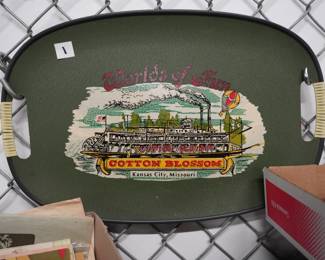 1
Worlds of Fun
COTTON BLOSSOM
Kansas City, Missouri